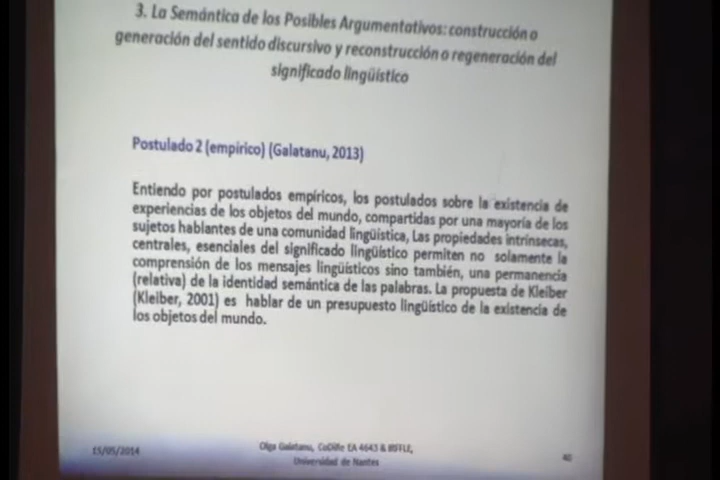 3. La Semántica de los Posibles Argumentativos: construcción o
generación del sentido discursivo y reconstrucción o regeneración del
significado lingüístico
Postulado 2 (empírico) (Galatanu, 2013)
Entiendo por postulados empíricos, los postulados sobre la existencia de
experiencias de los objetos del mundo, compartidas por una mayoría de los
sujetos hablantes de una comunidad lingüística, Las propiedades intrínsecas,
centrales, esenciales del significado lingüístico permiten no solamente la
comprensión de los mensajes lingüísticos sino también, una permanencia
(relativa) de la identidad semántica de las palabras. La propuesta de Kleiber
(Kleiber, 2001) es hablar de un presupuesto lingüístico de la existencia de
los objetos del mundo.
15/05/2014
Olga Galatanu, CoDiRe EA 4643 & IRFFLE,
Universidad de Nantes
40